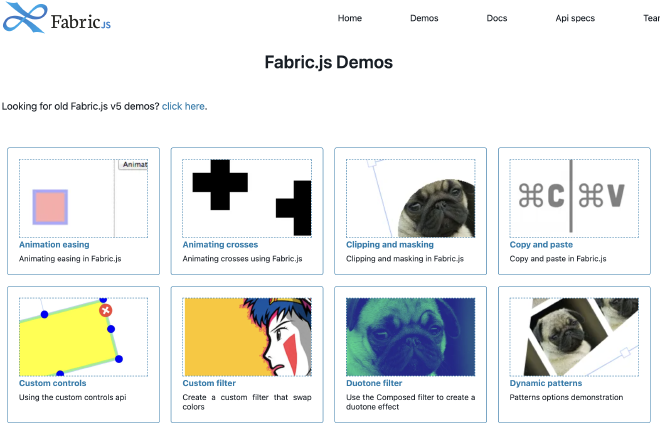 Fabric.JS
Home Demos Docs Api specs
Fabric.js Demos
Looking for old Fabric.js v5 demos? click here.
Animat
⌘C ⌘V
Animation easing
Animating easing in Fabric.js
Animating crosses
Animating crosses using Fabric.js
Clipping and masking
Clipping and masking in Fabric.js
Copy and paste
Copy and paste in Fabric.js
Custom controls
Using the custom controls api
Custom filter
Create a custom filter that swap
colors
Duotone filter
Use the Composed filter to create a
duotone effect
Dynamic patterns
Patterns options demonstration